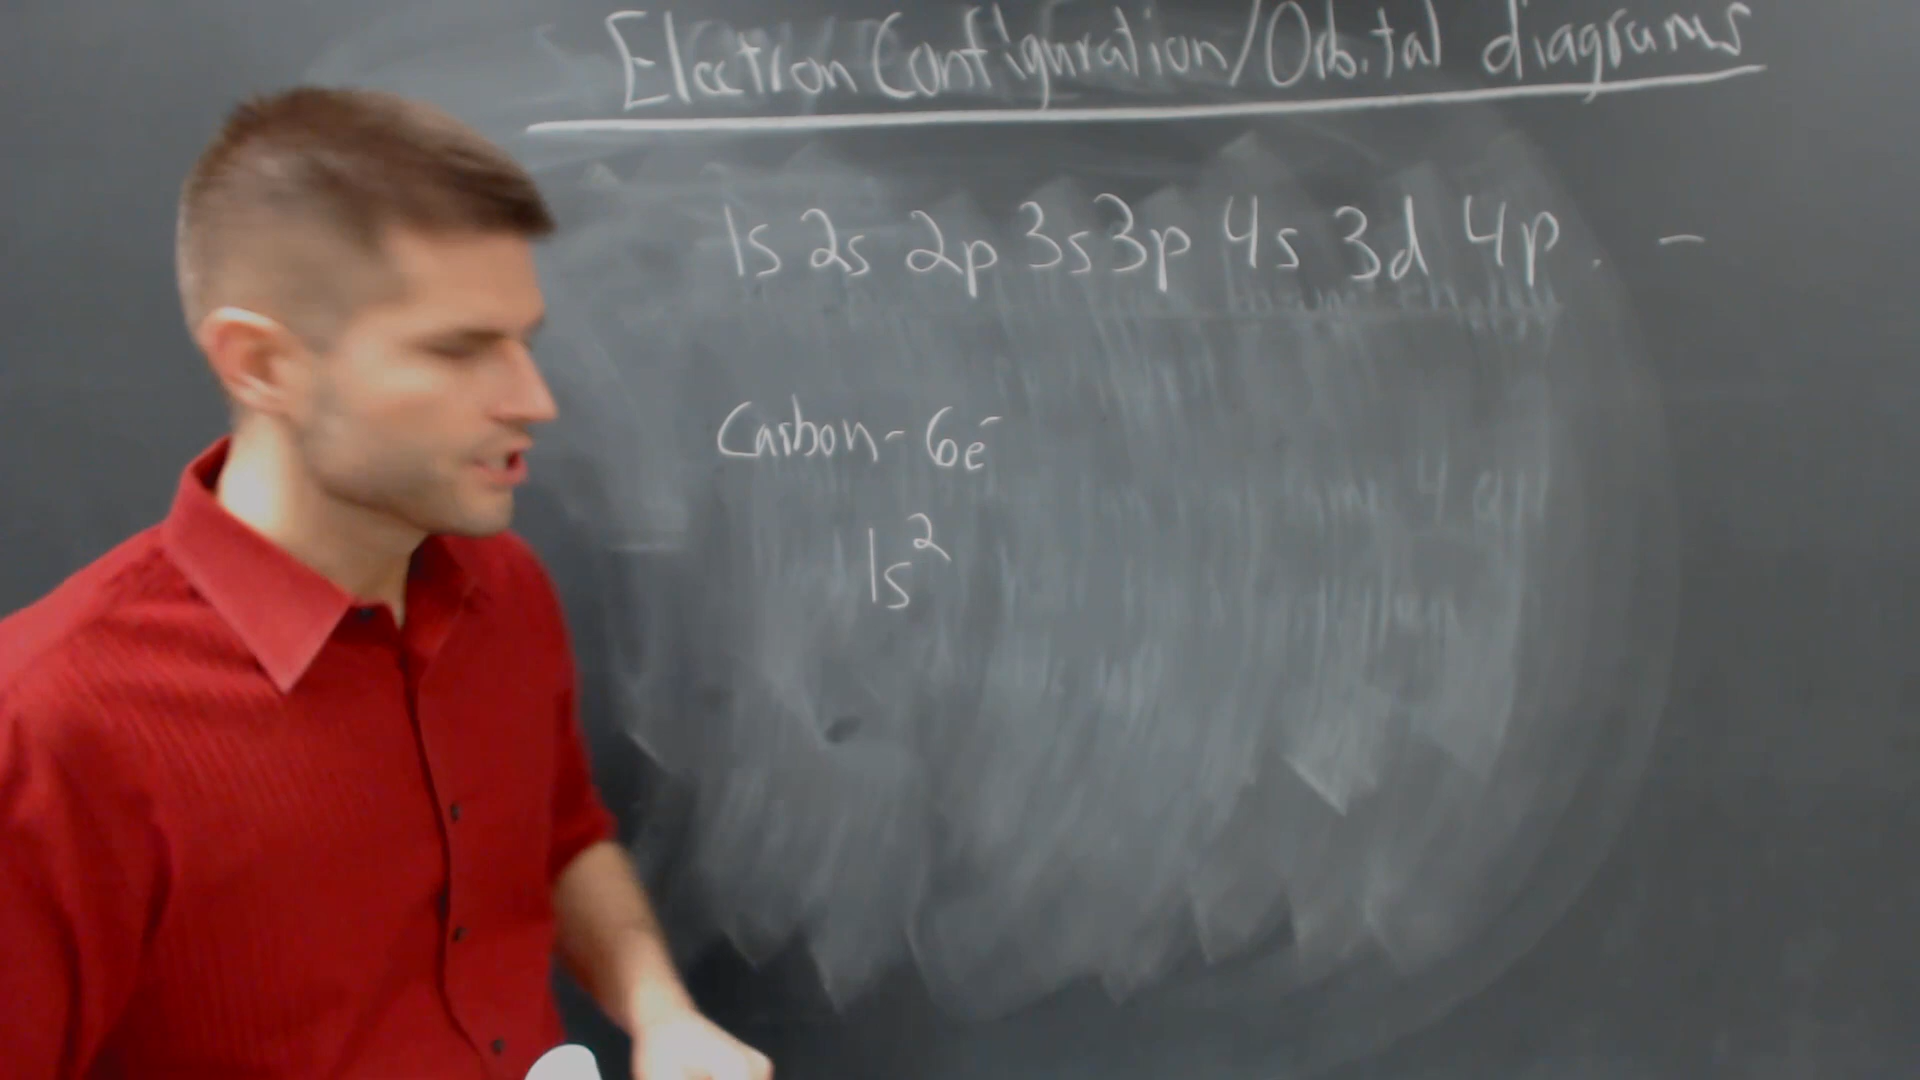 Electron Configuration/Orbital diagrams
1s 2s 2p 3s 3p 4s 3d 4p . -
Carbon - 6e⁻
1s²